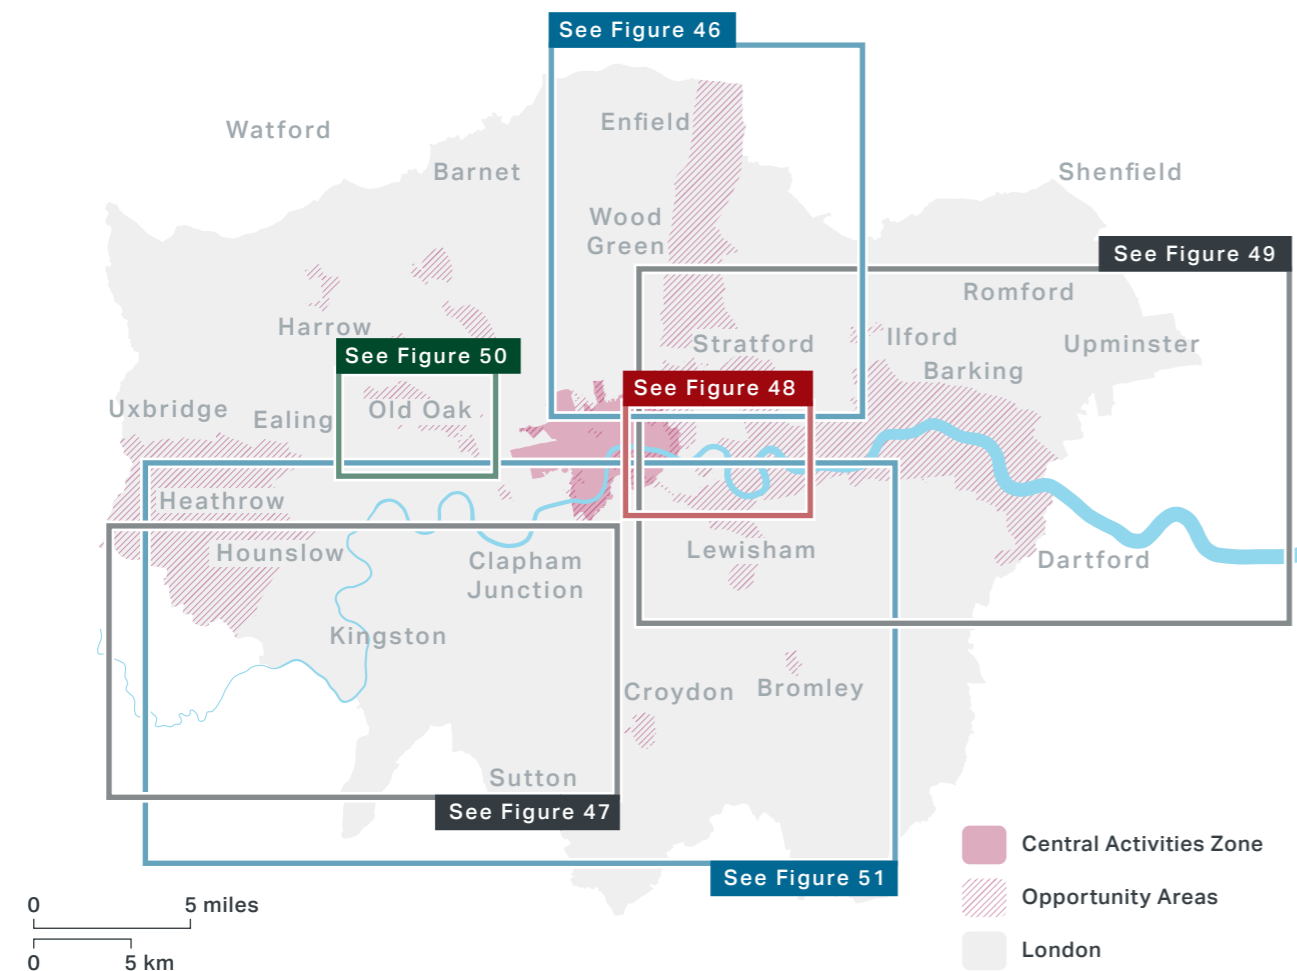 See Figure 46
Enfield
Watford
Barnet
Shenfield
Wood
Green
See Figure 49
Romford
Harrow
Stratford
Ilford
Upminster
See Figure 50
Barking
See Figure 48
Uxbridge
Ealing
Old Oak
Heathrow
Hounslow
Clapham
Junction
Lewisham
Dartford
Kingston
Croydon
Bromley
Sutton
See Figure 47
See Figure 51
Central Activities Zone
Opportunity Areas
London
0
5 miles
0
5 km